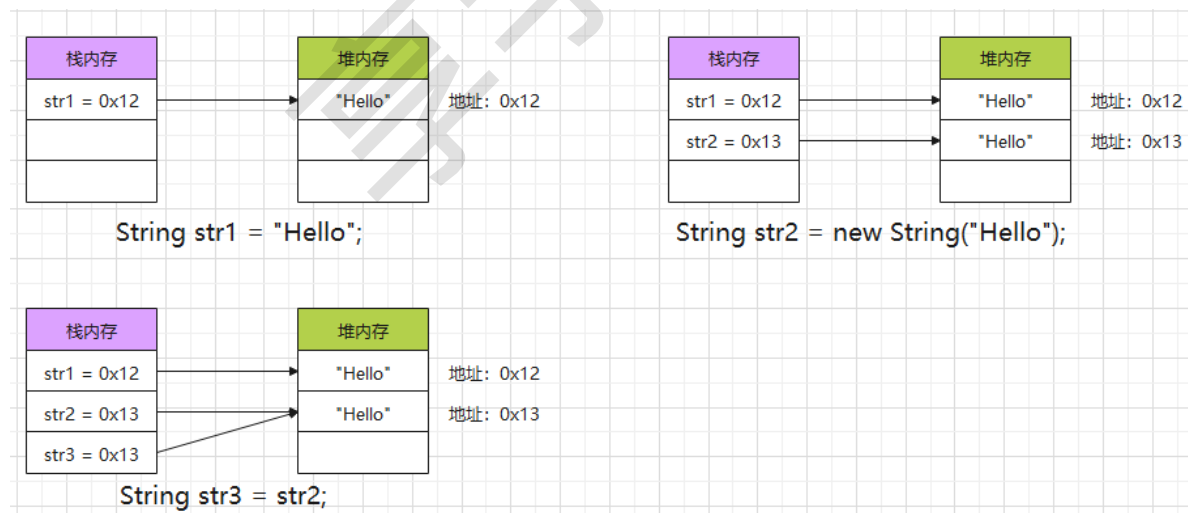 栈内存 堆内存
str1 = 0x12 "Hello" 地址：0x12
String str1 = "Hello";
栈内存 堆内存
str1 = 0x12 "Hello" 地址：0x12
str2 = 0x13 "Hello" 地址：0x13
String str2 = new String("Hello");
栈内存 堆内存
str1 = 0x12 "Hello" 地址：0x12
str2 = 0x13 "Hello" 地址：0x13
str3 = 0x13
String str3 = str2;